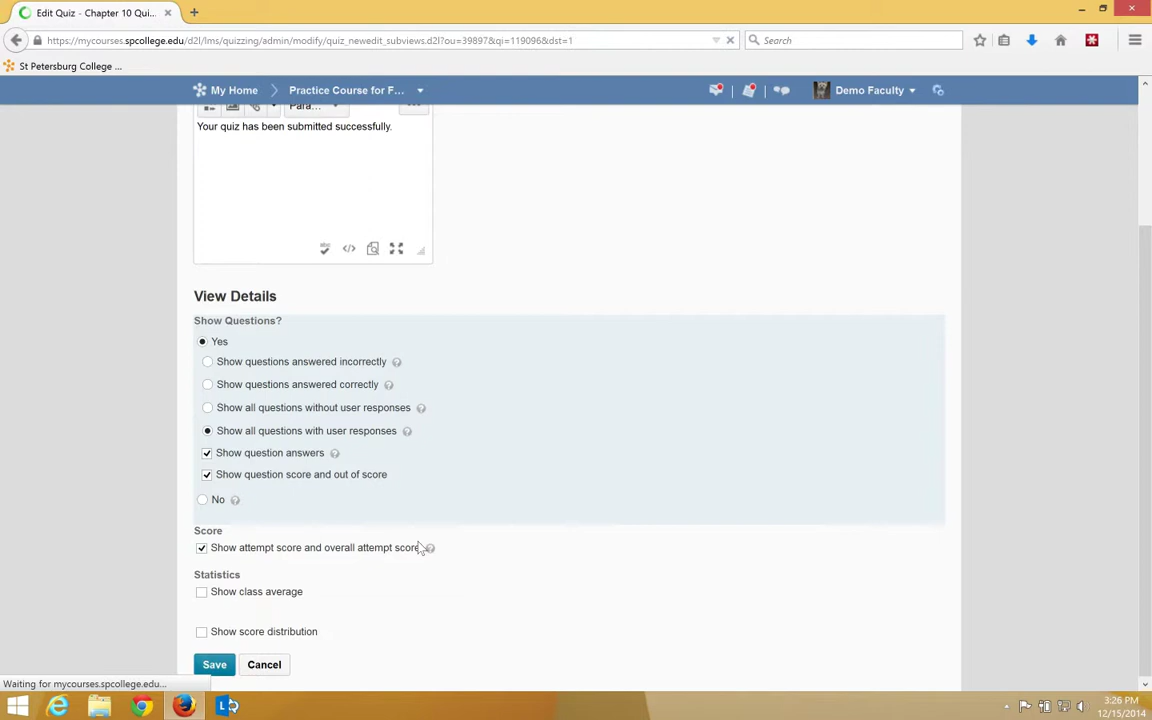 Edit Quiz - Chapter 10 Qui...
https://mycourses.spcollege.edu/d2l/lms/quizzing/admin/modify/quiz_newedit_subviews.d2l?ou=39897&qi=119096&dst=1
Search
St Petersburg College ...
My Home
Practice Course for F...
Demo Faculty
Para...
Your quiz has been submitted successfully.
abc
View Details
Show Questions?
Yes
Show questions answered incorrectly
Show questions answered correctly
Show all questions without user responses
Show all questions with user responses
Show question answers
Show question score and out of score
No
Score
Show attempt score and overall attempt score
Statistics
Show class average
Show score distribution
Save
Cancel
Waiting for mycourses.spcollege.edu...
3:26 PM
12/15/2014